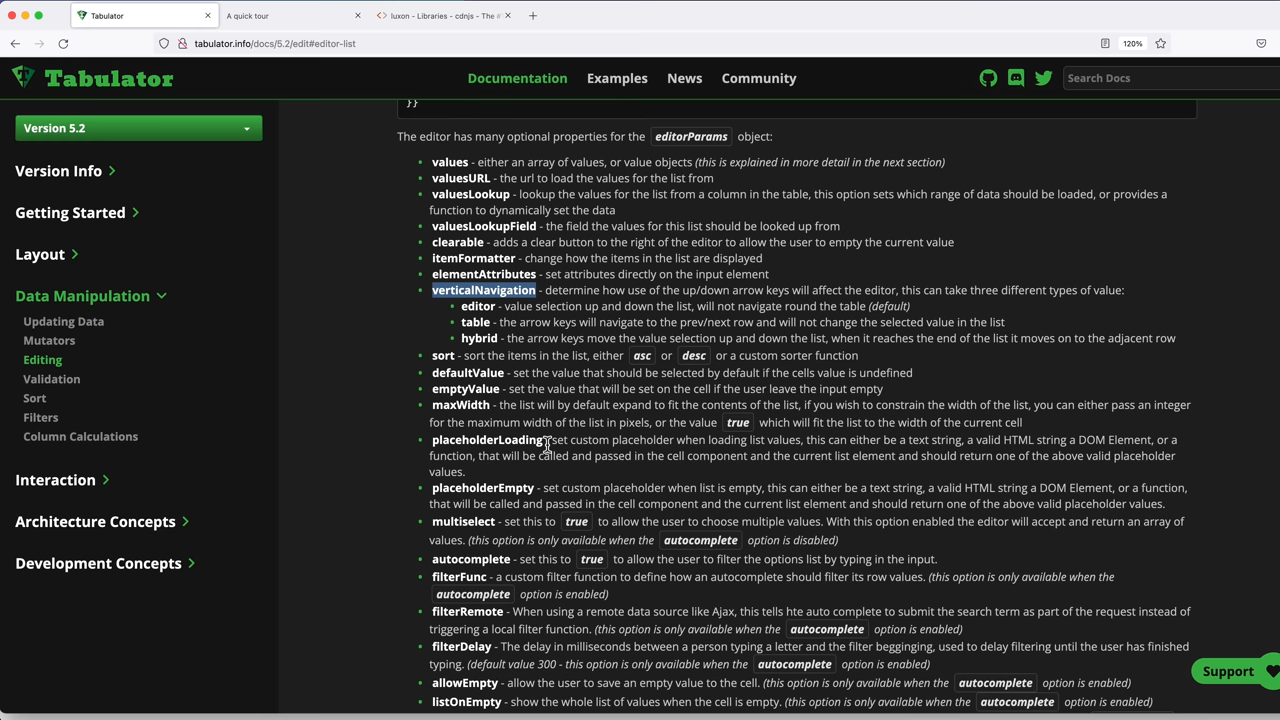 Tabulator
A quick tour
luxon - Libraries - cdnjs - The #
tabulator.info/docs/5.2/edit#editor-list
120%
Tabulator
Documentation
Examples
News
Community
Search Docs
Version 5.2
Version Info
Getting Started
Layout
Data Manipulation
Updating Data
Mutators
Editing
Validation
Sort
Filters
Column Calculations
Interaction
Architecture Concepts
Development Concepts
}}
The editor has many optional properties for the editorParams object:
values - either an array of values, or value objects (this is explained in more detail in the next section)
valuesURL - the url to load the values for the list from
valuesLookup - lookup the values for the list from a column in the table, this option sets which range of data should be loaded, or provides a
function to dynamically set the data
valuesLookupField - the field the values for this list should be looked up from
clearable - adds a clear button to the right of the editor to allow the user to empty the current value
itemFormatter - change how the items in the list are displayed
elementAttributes - set attributes directly on the input element
verticalNavigation - determine how use of the up/down arrow keys will affect the editor, this can take three different types of value:
editor - value selection up and down the list, will not navigate round the table (default)
table - the arrow keys will navigate to the prev/next row and will not change the selected value in the list
hybrid - the arrow keys move the value selection up and down the list, when it reaches the end of the list it moves on to the adjacent row
sort - sort the items in the list, either asc or desc or a custom sorter function
defaultValue - set the value that should be selected by default if the cells value is undefined
emptyValue - set the value that will be set on the cell if the user leave the input empty
maxWidth - the list will by default expand to fit the contents of the list, if you wish to constrain the width of the list, you can either pass an integer
for the maximum width of the list in pixels, or the value true which will fit the list to the width of the current cell
placeholderLoading - set custom placeholder when loading list values, this can either be a text string, a valid HTML string a DOM Element, or a
function, that will be called and passed in the cell component and the current list element and should return one of the above valid placeholder
values.
placeholderEmpty - set custom placeholder when list is empty, this can either be a text string, a valid HTML string a DOM Element, or a function,
that will be called and passed in the cell component and the current list element and should return one of the above valid placeholder values.
multiselect - set this to true to allow the user to choose multiple values. With this option enabled the editor will accept and return an array of
values. (this option is only available when the autocomplete option is disabled)
autocomplete - set this to true to allow the user to filter the options list by typing in the input.
filterFunc - a custom filter function to define how an autocomplete should filter its row values. (this option is only available when the
autocomplete option is enabled)
filterRemote - When using a remote data source like Ajax, this tells hte auto complete to submit the search term as part of the request instead of
triggering a local filter function. (this option is only available when the autocomplete option is enabled)
filterDelay - The delay in milliseconds between a person typing a letter and the filter begginging, used to delay filtering until the user has finished
typing. (default value 300 - this option is only available when the autocomplete option is enabled)
allowEmpty - allow the user to save an empty value to the cell. (this option is only available when the autocomplete option is enabled)
listOnEmpty - show the whole list of values when the cell is empty. (this option is only available when the autocomplete option is enabled)
Support